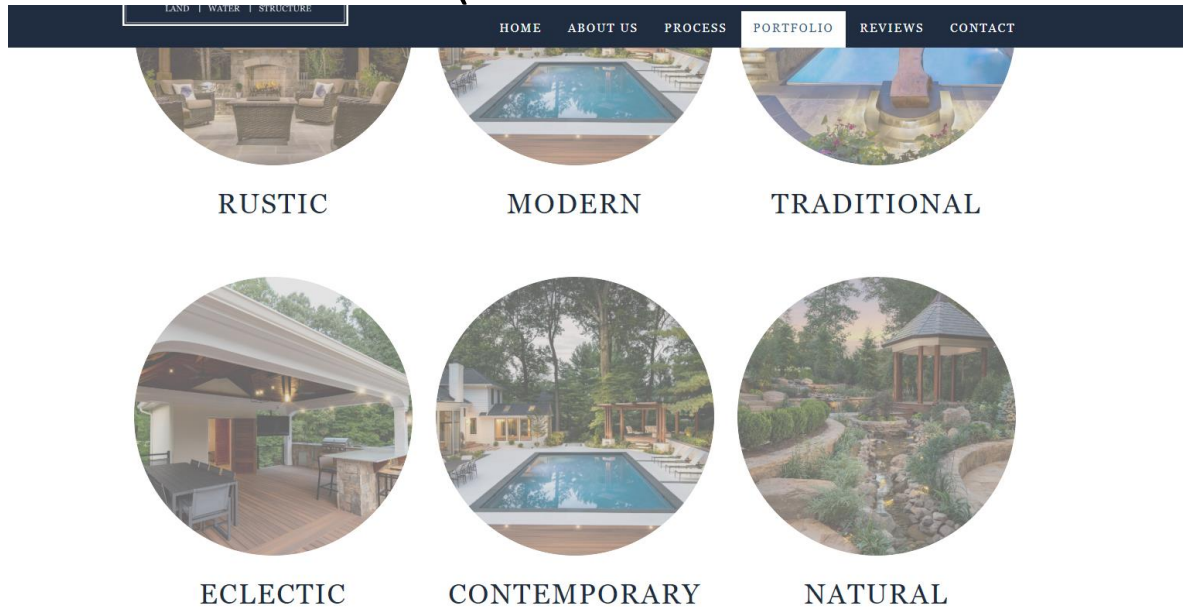 LAND | WATER | STRUCTURE
HOME ABOUT US PROCESS PORTFOLIO REVIEWS CONTACT
RUSTIC MODERN TRADITIONAL
ECLECTIC CONTEMPORARY NATURAL